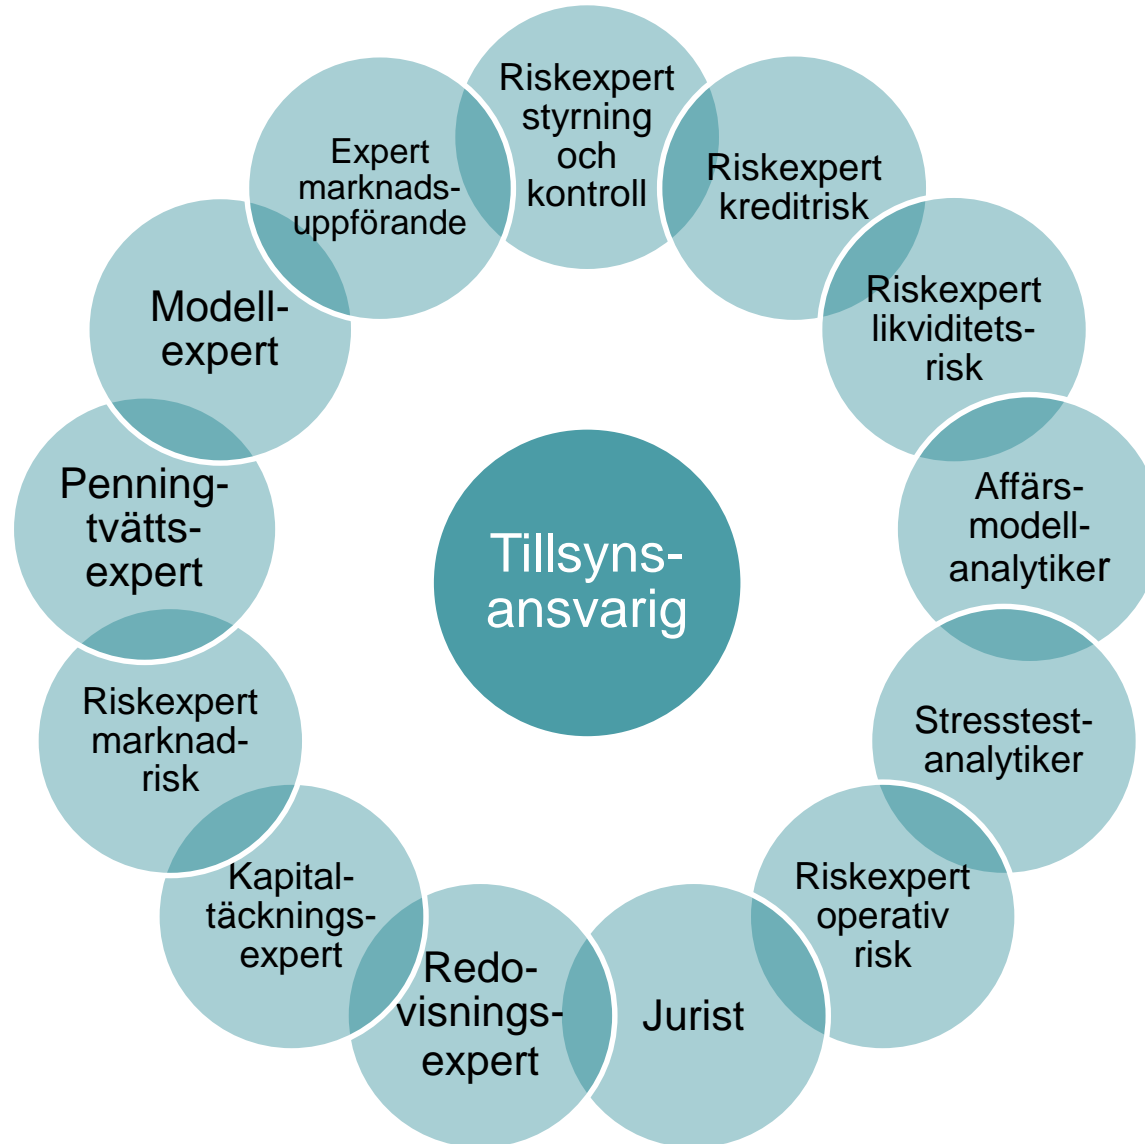 Riskexpert
styrning
och
kontroll
Riskexpert
kreditrisk
Riskexpert
likviditets-
risk
Affärs-
modell-
analytiker
Stresstest-
analytiker
Riskexpert
operativ
risk
Jurist
Redo-
visnings-
expert
Kapital-
täcknings-
expert
Riskexpert
marknad-
risk
Penning-
tvätts-
expert
Modell-
expert
Expert
marknads-
uppförande
Tillsyns-
ansvarig